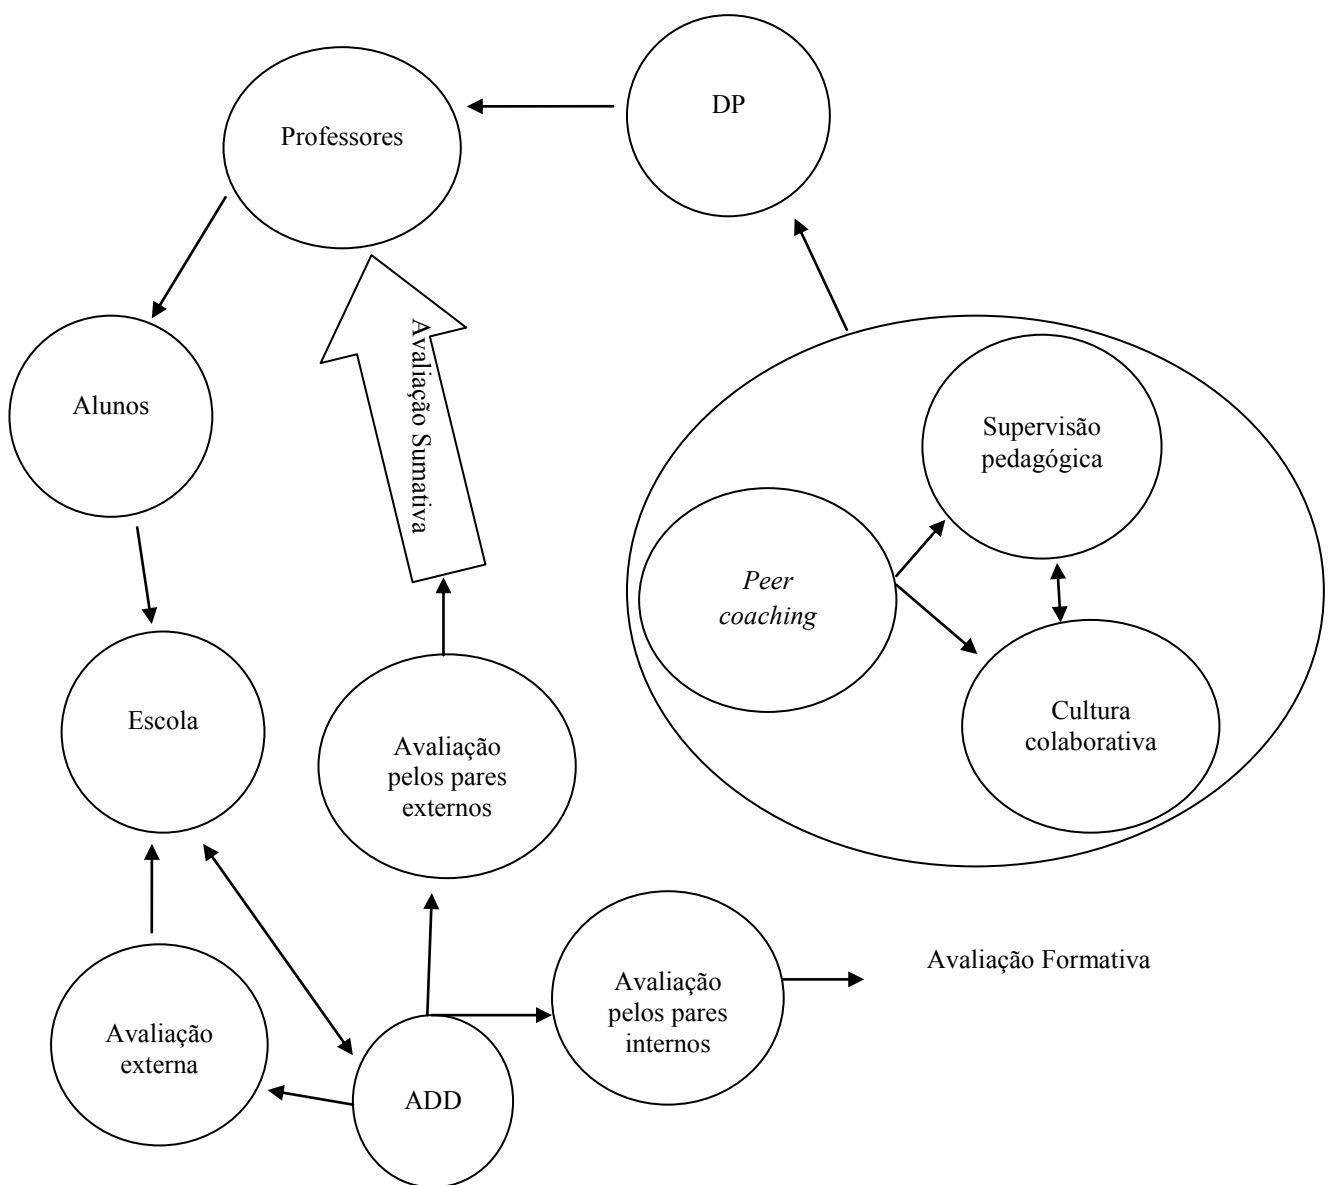 DP
Professores
Avaliação Sumativa
Alunos
Supervisão
pedagógica
Peer
coaching
Escola
Avaliação
pelos pares
externos
Cultura
colaborativa
Avaliação Formativa
Avaliação
pelos pares
internos
Avaliação
externa
ADD